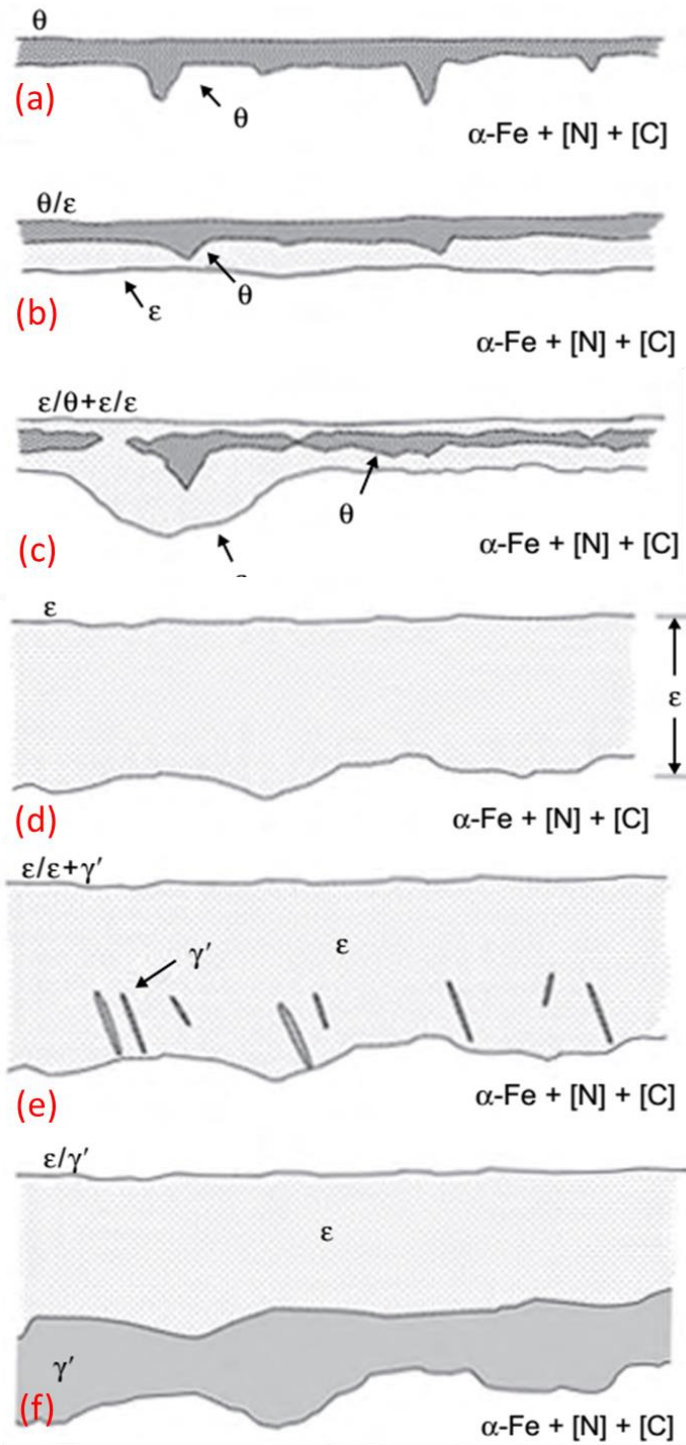 θ
(a)
θ
α-Fe + [N] + [C]
θ/ε
(b)
ε
θ
α-Fe + [N] + [C]
ε/θ+ε/ε
θ
(c)
α-Fe + [N] + [C]
ε
ε
(d)
α-Fe + [N] + [C]
ε/ε+γ′
γ′
ε
(e)
α-Fe + [N] + [C]
ε/γ′
ε
γ′
(f)
α-Fe + [N] + [C]